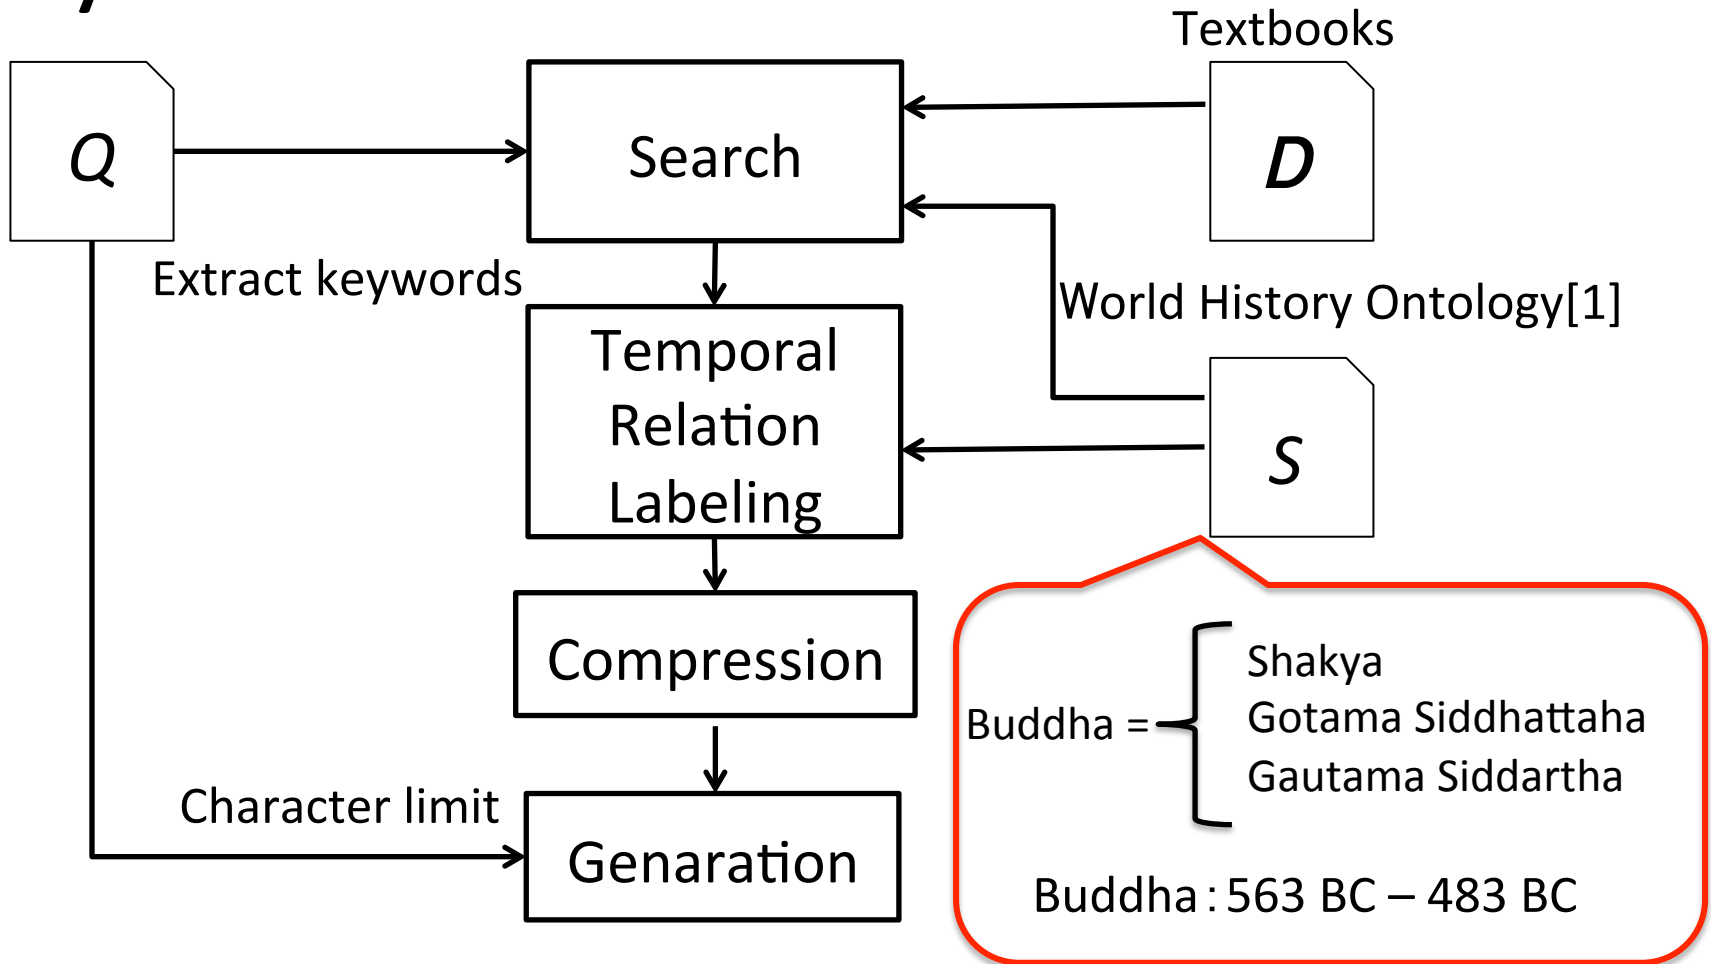 Textbooks
Q
Search
D
Extract keywords
World History Ontology[1]
Temporal
Relation
Labeling
S
Compression
Shakya
Buddha =
Gotama Siddhattaha
Gautama Siddartha
Character limit
Genaration
Buddha : 563 BC – 483 BC